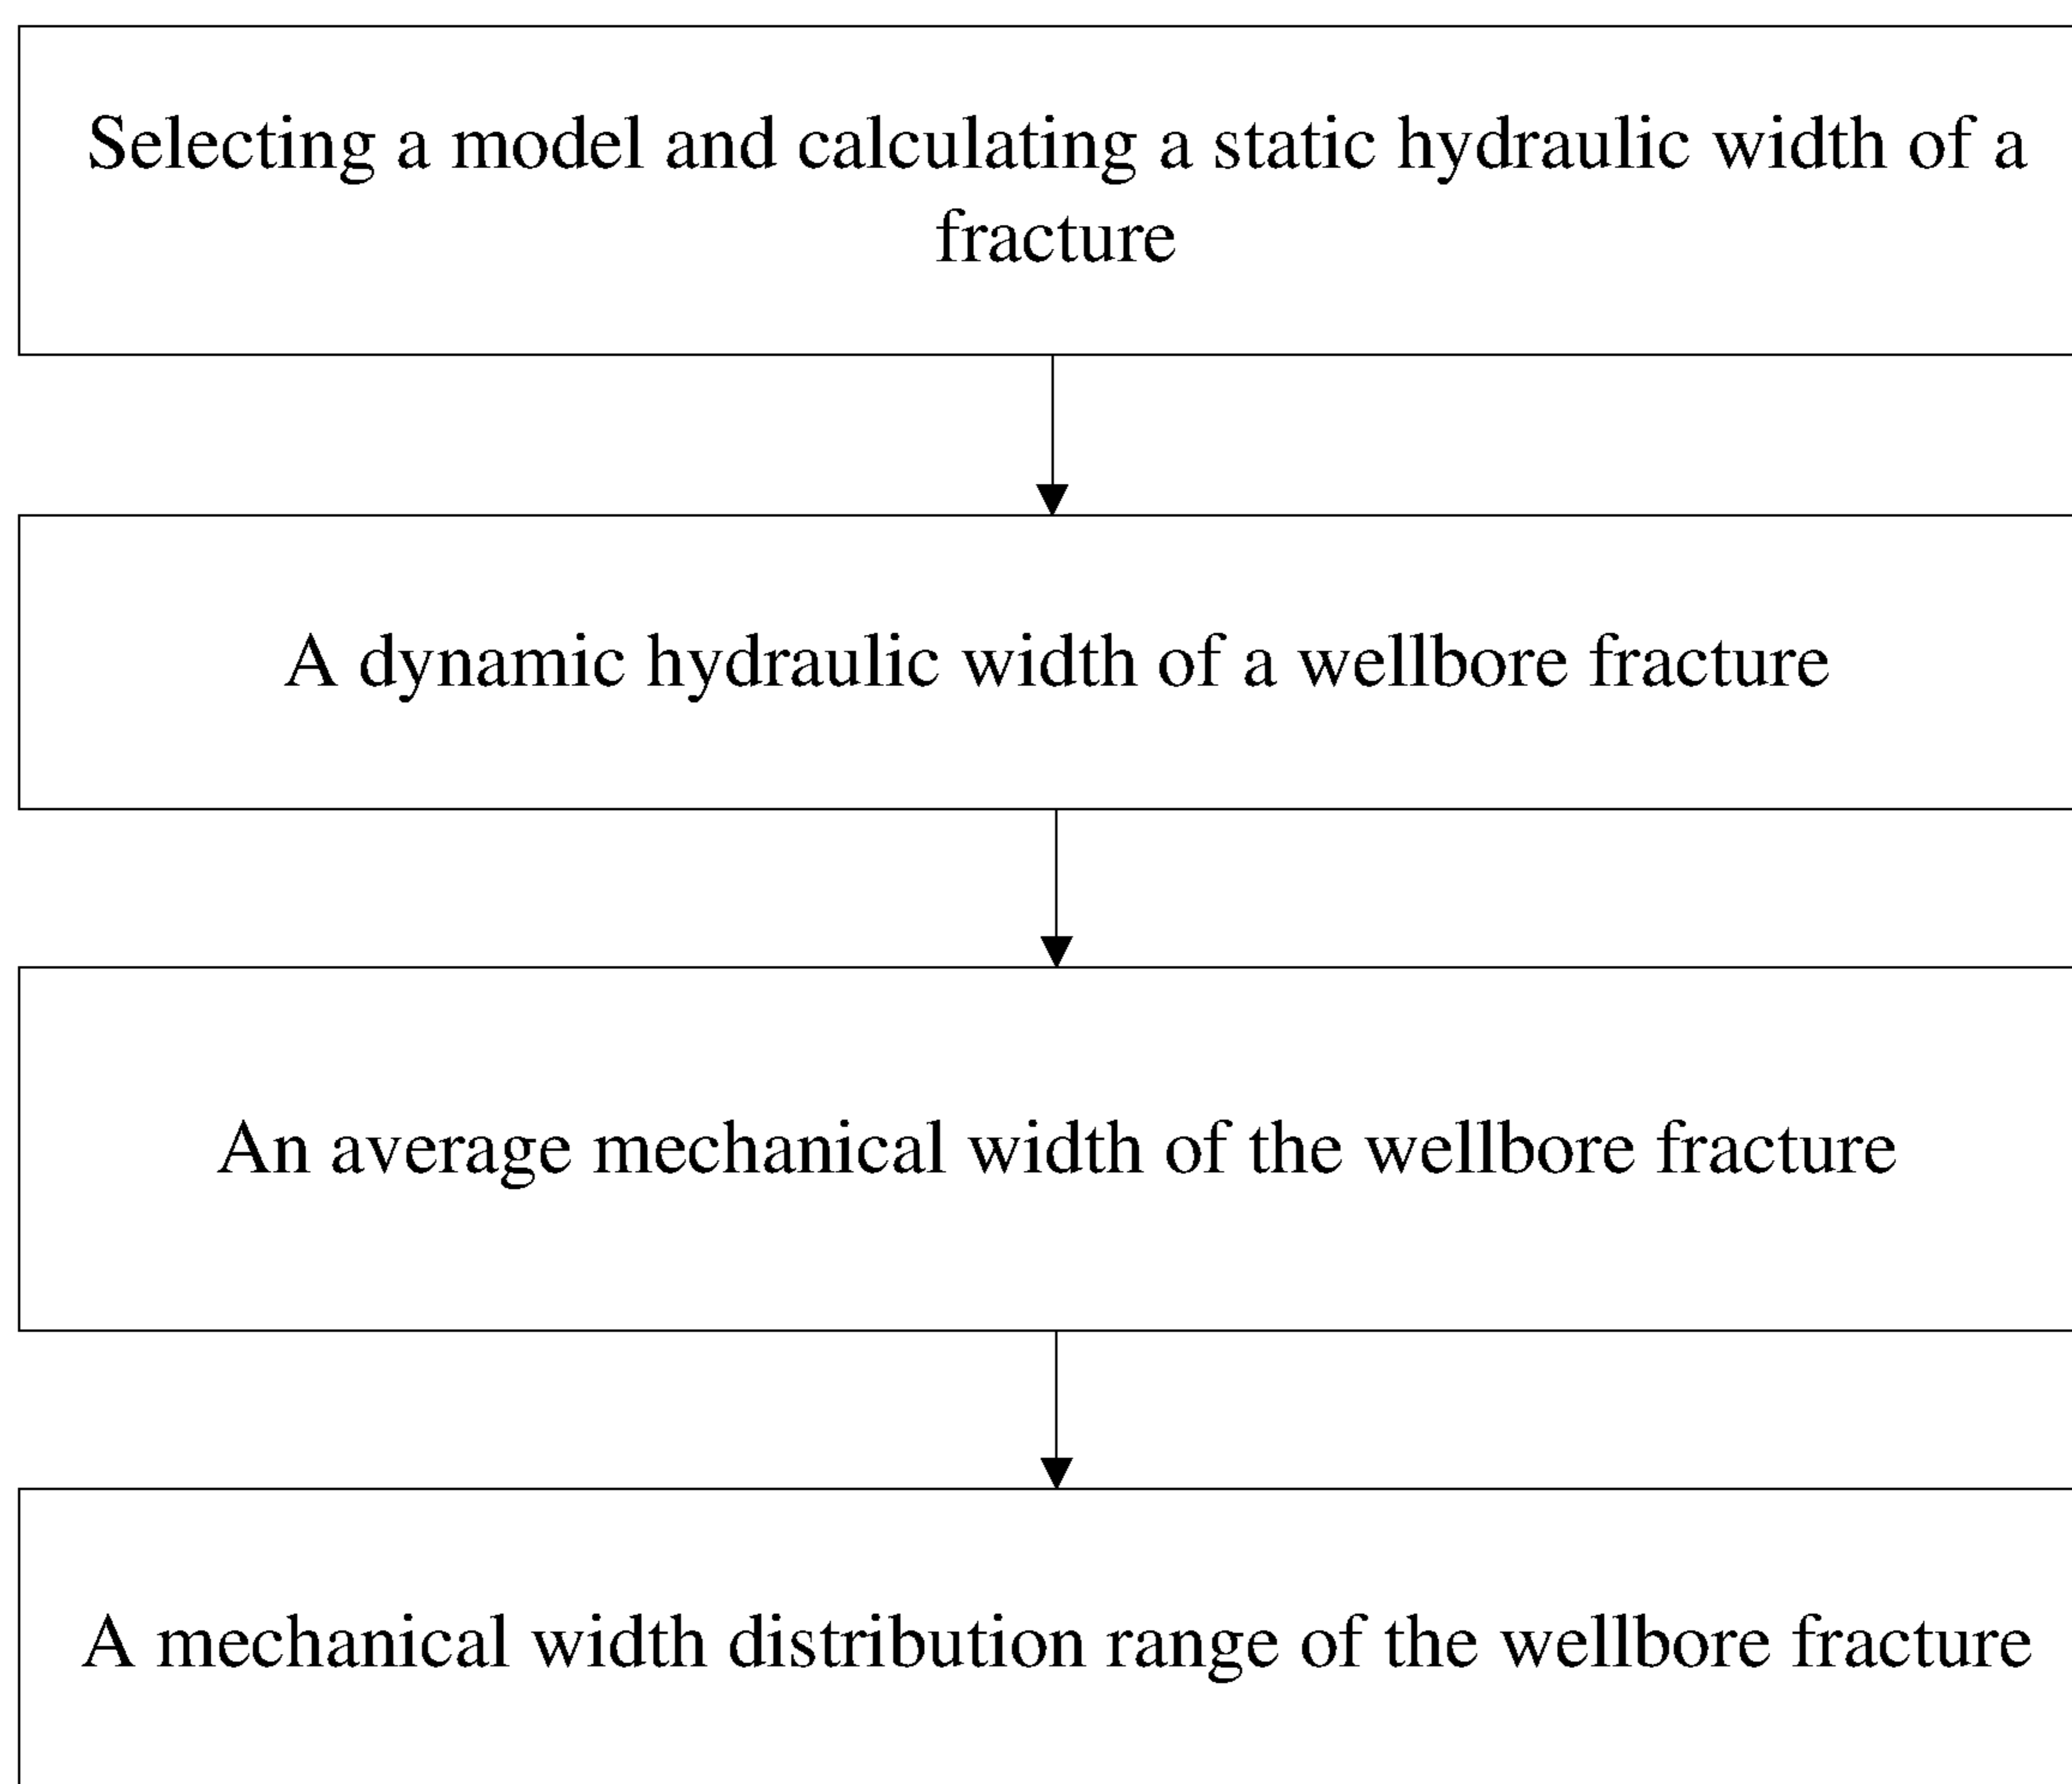 Selecting a model and calculating a static hydraulic width of a
fracture
A dynamic hydraulic width of a wellbore fracture
An average mechanical width of the wellbore fracture
A mechanical width distribution range of the wellbore fracture